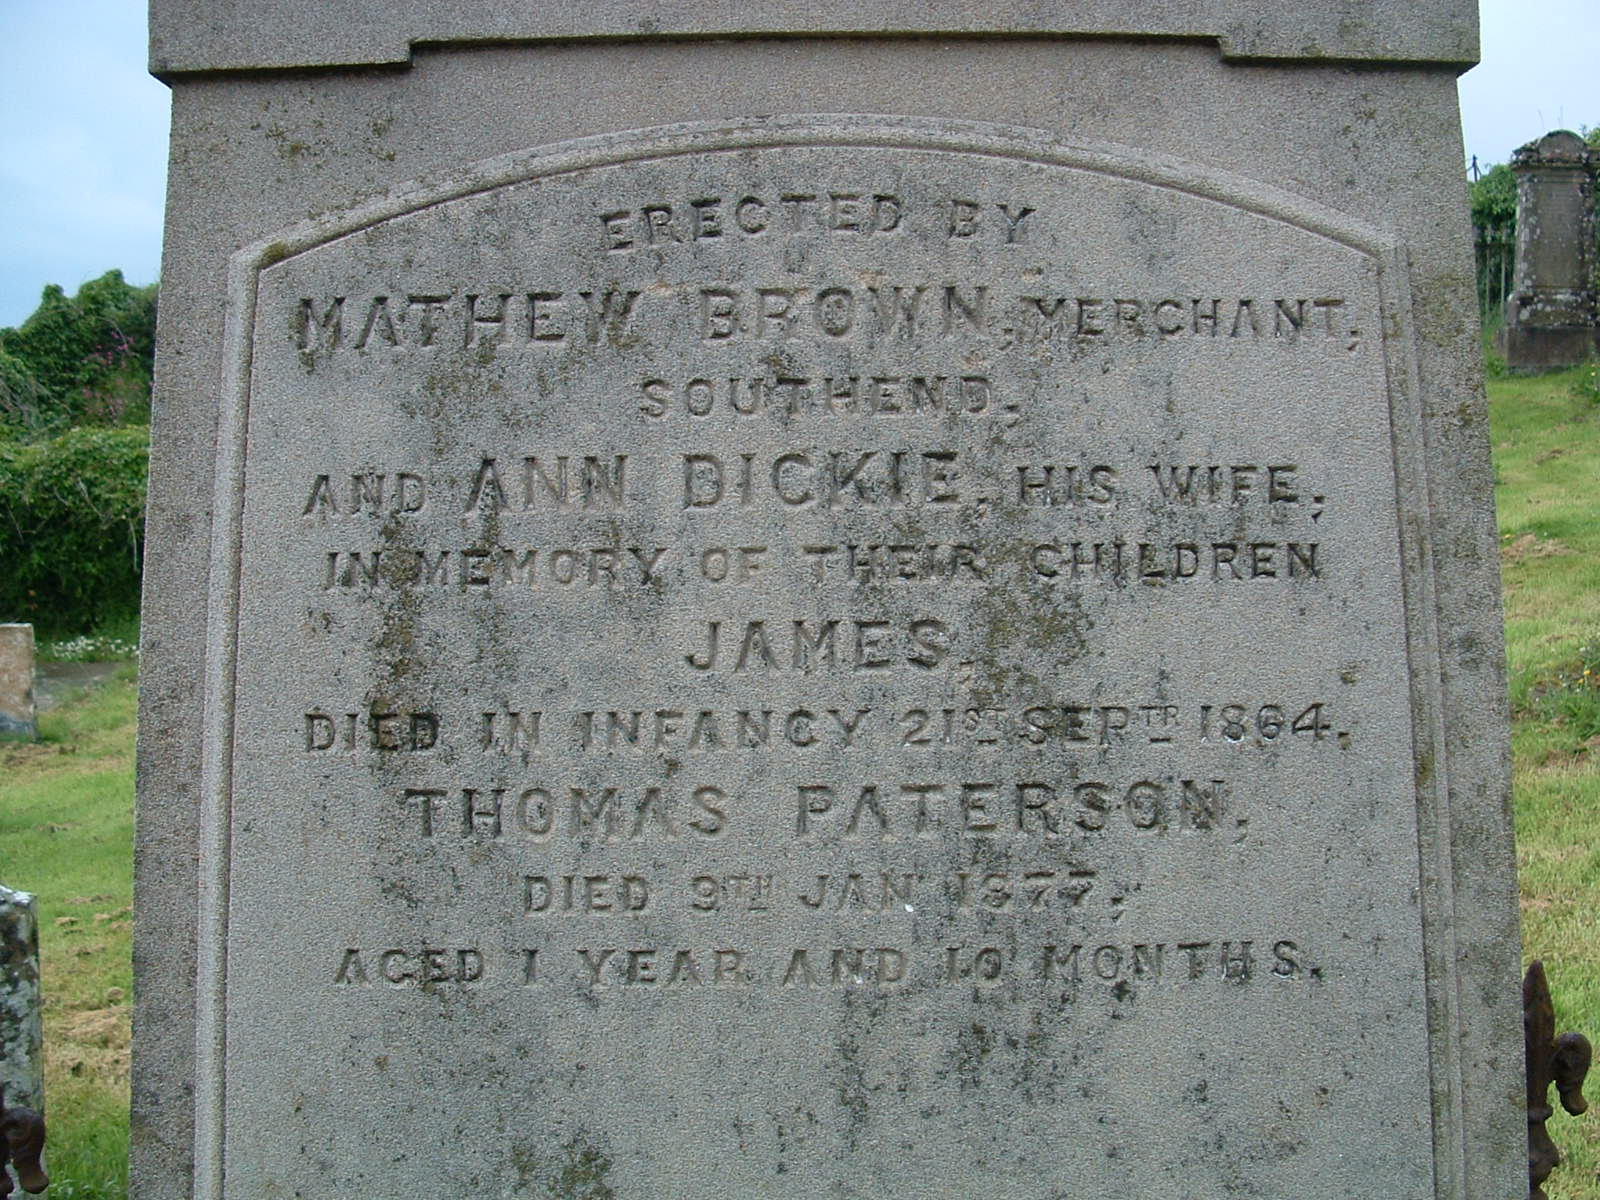 ERECTED BY
MATHEW BROWN, MERCHANT,
SOUTHEND.
AND ANN DICKIE, HIS WIFE,
IN MEMORY OF THEIR CHILDREN
JAMES,
DIED IN INFANCY 21ST SEPTR 1864.
THOMAS PATERSON,
DIED 9TH JAN 1877,
AGED 1 YEAR AND 10 MONTHS.